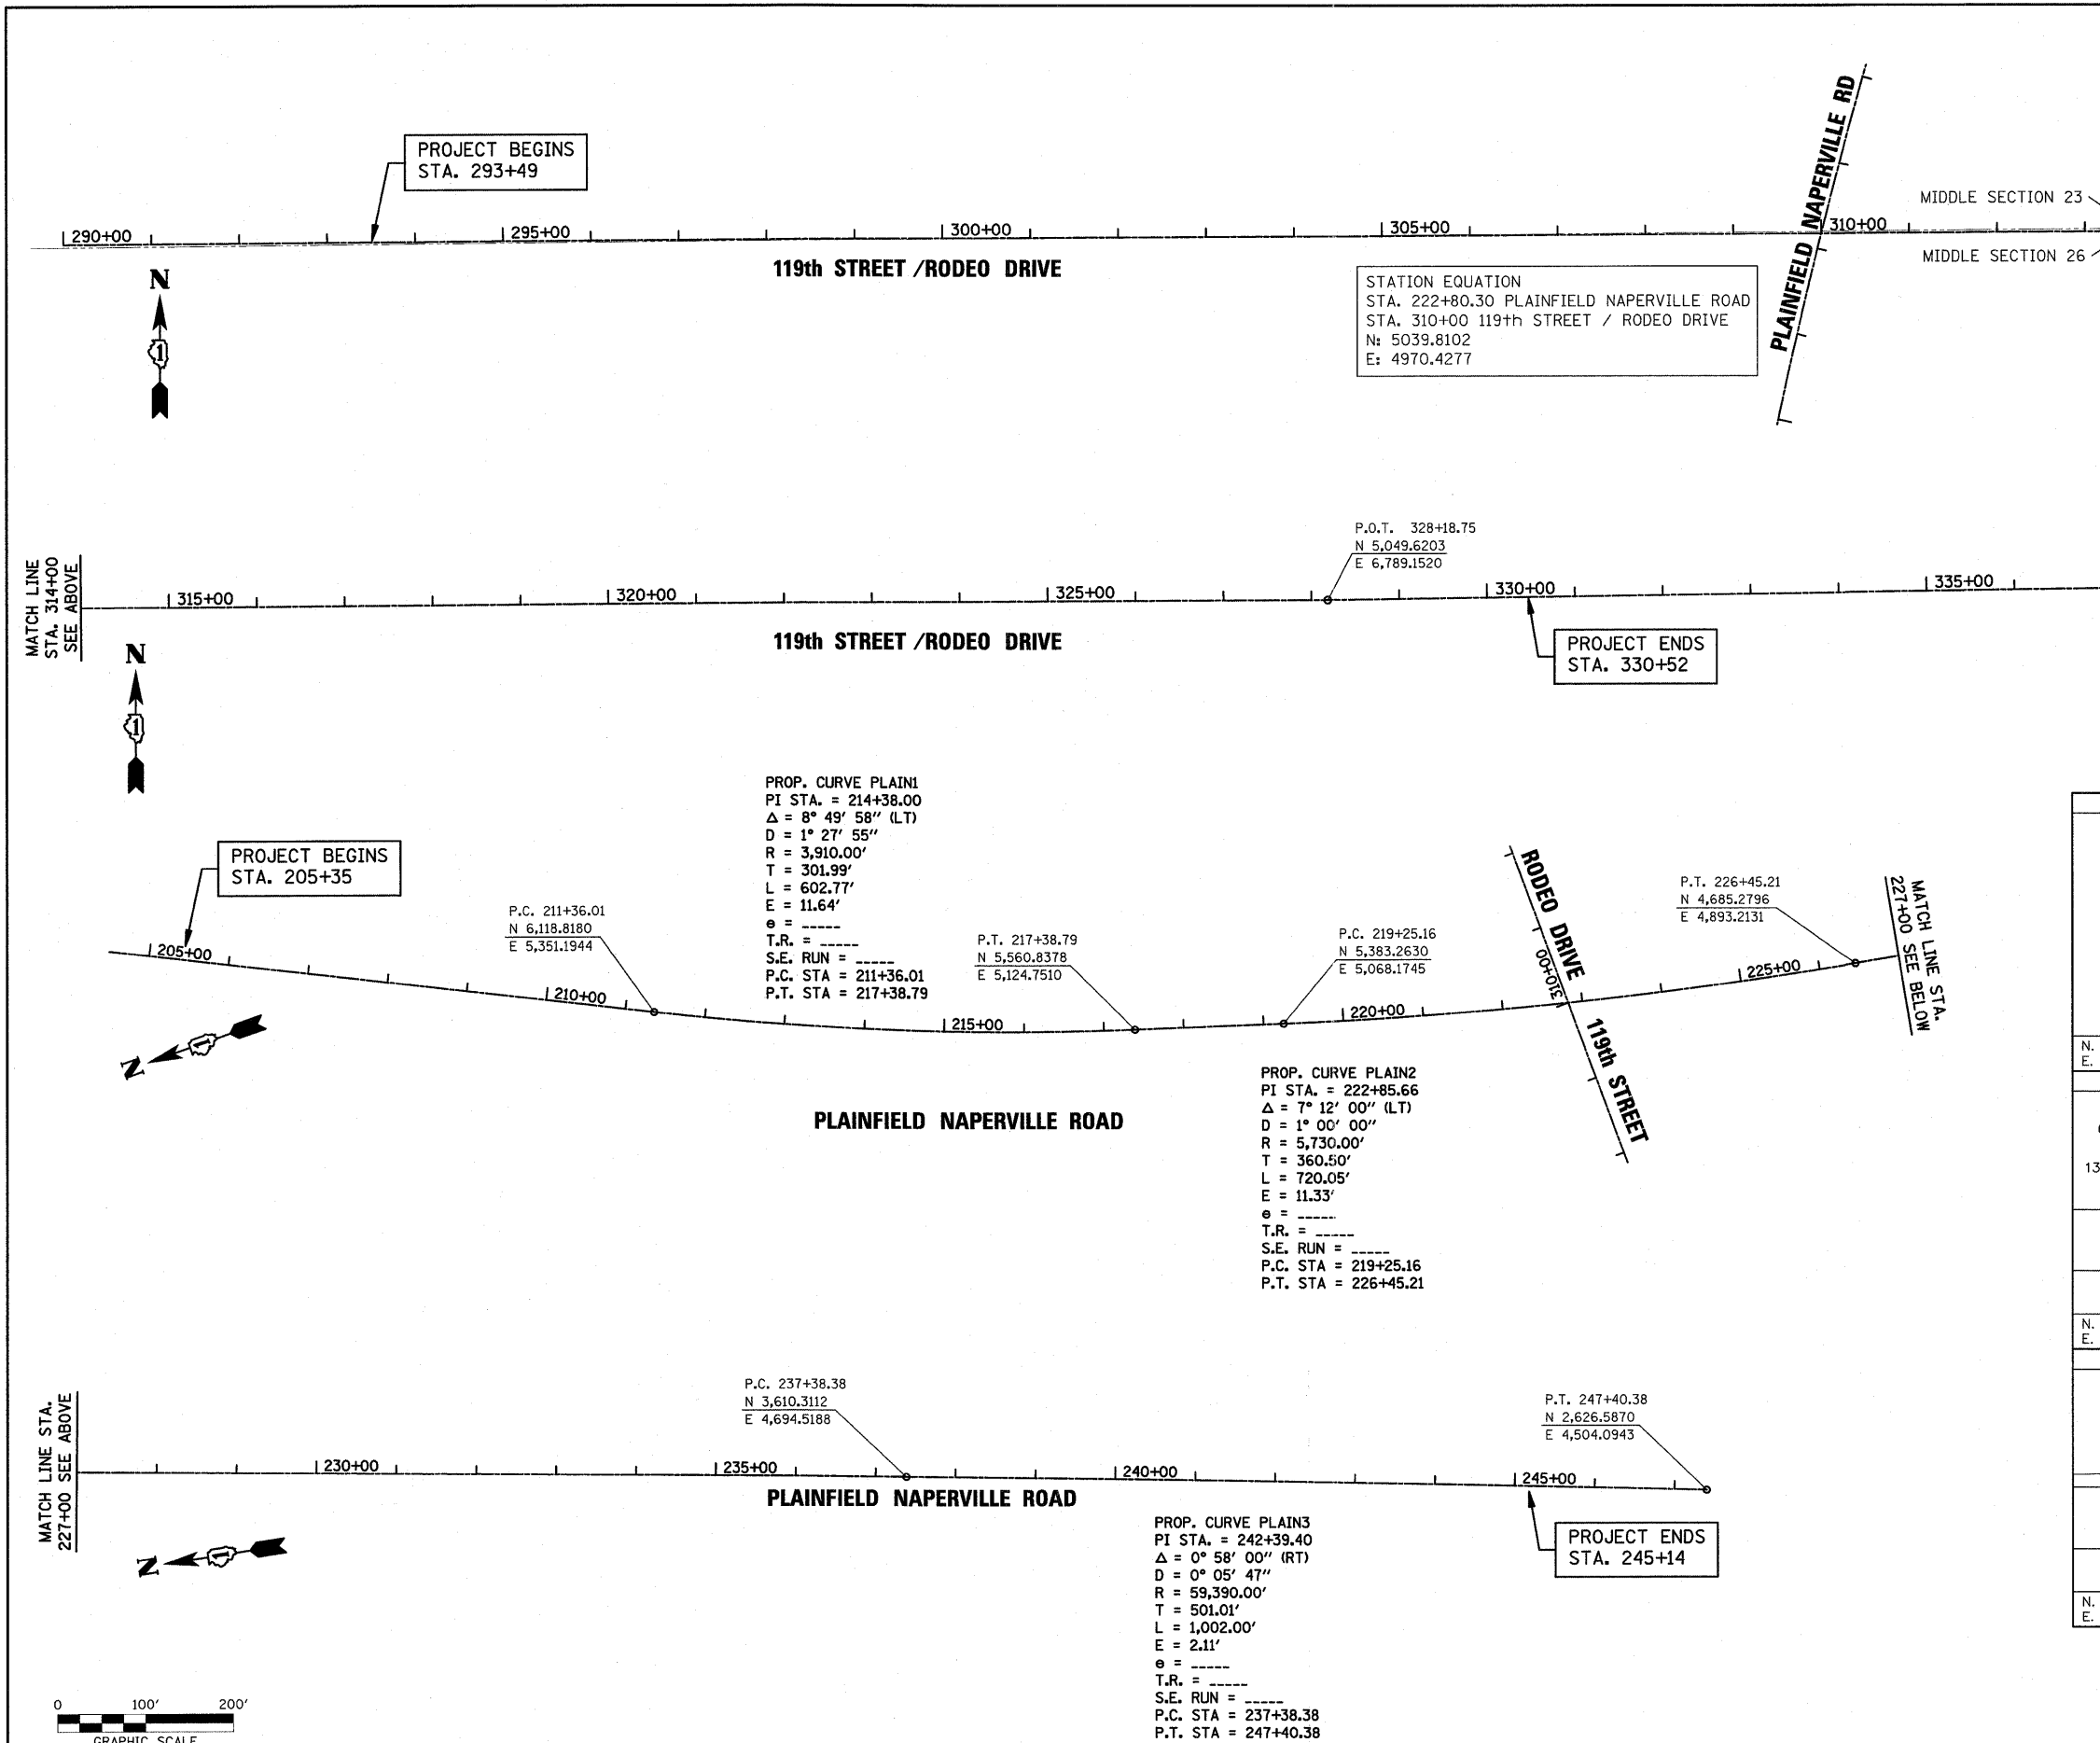 PROJECT BEGINS
STA. 293+49
290+00
295+00
300+00
305+00
310+00
119th STREET /RODEO DRIVE
PLAINFIELD NAPERVILLE RD
MIDDLE SECTION 23
MIDDLE SECTION 26
N
1
STATION EQUATION
STA. 222+80.30 PLAINFIELD NAPERVILLE ROAD
STA. 310+00 119th STREET / RODEO DRIVE
N: 5039.8102
E: 4970.4277
MATCH LINE
STA. 314+00
SEE ABOVE
P.O.T. 328+18.75
N 5,049.6203
E 6,789.1520
315+00
320+00
325+00
330+00
335+00
119th STREET /RODEO DRIVE
PROJECT ENDS
STA. 330+52
N
1
PROP. CURVE PLAIN1
PI STA. = 214+38.00
Δ = 8° 49' 58" (LT)
D = 1° 27' 55"
R = 3,910.00'
T = 301.99'
L = 602.77'
E = 11.64'
e = _____
T.R. = _____
S.E. RUN = _____
P.C. STA = 211+36.01
P.T. STA = 217+38.79
PROJECT BEGINS
STA. 205+35
P.C. 211+36.01
N 6,118.8180
E 5,351.1944
P.T. 217+38.79
N 5,560.8378
E 5,124.7510
P.C. 219+25.16
N 5,383.2630
E 5,068.1745
P.T. 226+45.21
N 4,685.2796
E 4,893.2131
RODEO DRIVE
310+00
119th STREET
MATCH LINE STA.
227+00 SEE BELOW
205+00
210+00
215+00
220+00
225+00
N
1
PLAINFIELD NAPERVILLE ROAD
PROP. CURVE PLAIN2
PI STA. = 222+85.66
Δ = 7° 12' 00" (LT)
D = 1° 00' 00"
R = 5,730.00'
T = 360.50'
L = 720.05'
E = 11.33'
e = _____
T.R. = _____
S.E. RUN = _____
P.C. STA = 219+25.16
P.T. STA = 226+45.21
N.
E.
13
N.
E.
N.
E.
MATCH LINE STA.
227+00 SEE ABOVE
P.C. 237+38.38
N 3,610.3112
E 4,694.5188
P.T. 247+40.38
N 2,626.5870
E 4,504.0943
230+00
235+00
240+00
245+00
PLAINFIELD NAPERVILLE ROAD
N
1
PROP. CURVE PLAIN3
PI STA. = 242+39.40
Δ = 0° 58' 00" (RT)
D = 0° 05' 47"
R = 59,390.00'
T = 501.01'
L = 1,002.00'
E = 2.11'
e = _____
T.R. = _____
S.E. RUN = _____
P.C. STA = 237+38.38
P.T. STA = 247+40.38
PROJECT ENDS
STA. 245+14
0 100' 200'
GRAPHIC SCALE